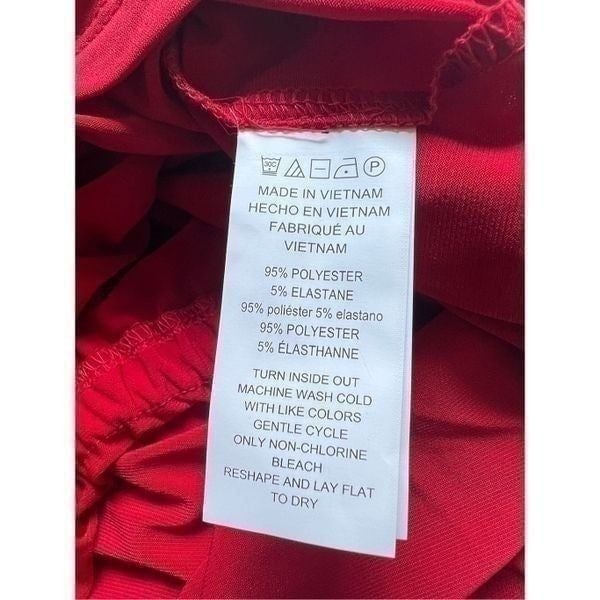 30C P
MADE IN VIETNAM
HECHO EN VIETNAM
FABRIQUÉ AU
VIETNAM
95% POLYESTER
5% ELASTANE
95% poliéster 5% elastano
95% POLYESTER
5% ÉLASTHANNE
TURN INSIDE OUT
MACHINE WASH COLD
WITH LIKE COLORS
GENTLE CYCLE
ONLY NON-CHLORINE
BLEACH
RESHAPE AND LAY FLAT
TO DRY